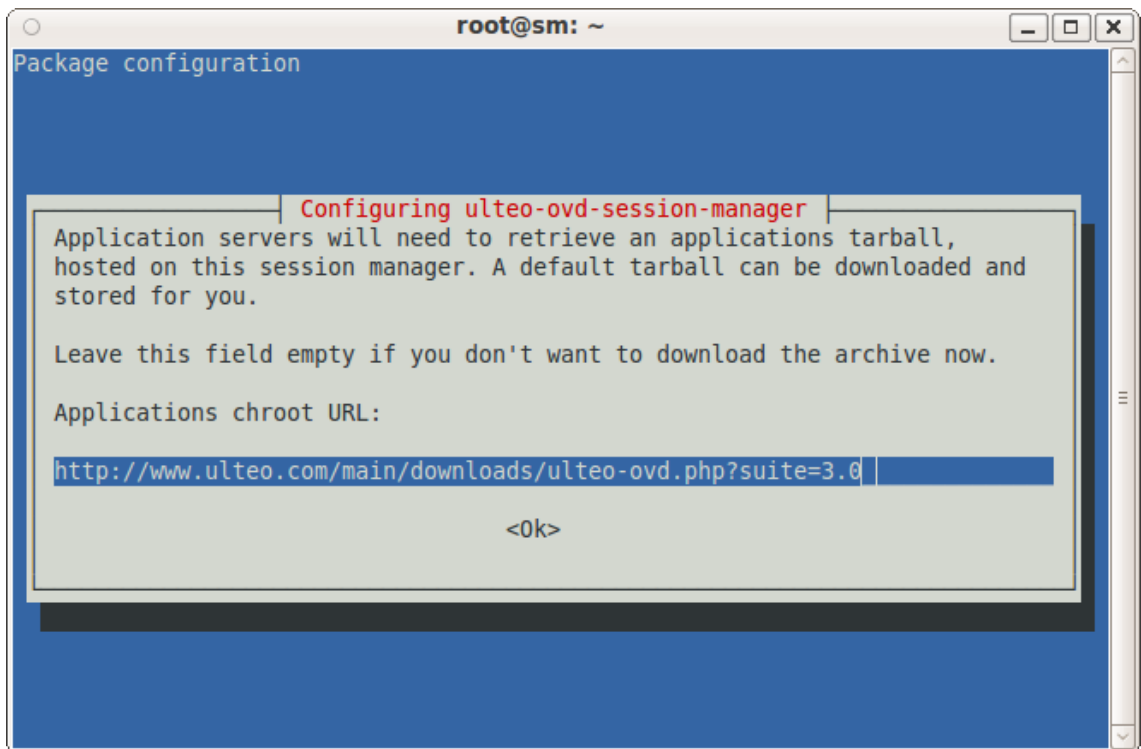 root@sm: ~
Package configuration
Configuring ulteo-ovd-session-manager
Application servers will need to retrieve an applications tarball,
hosted on this session manager. A default tarball can be downloaded and
stored for you.
Leave this field empty if you don't want to download the archive now.
Applications chroot URL:
http://www.ulteo.com/main/downloads/ulteo-ovd.php?suite=3.0
<Ok>